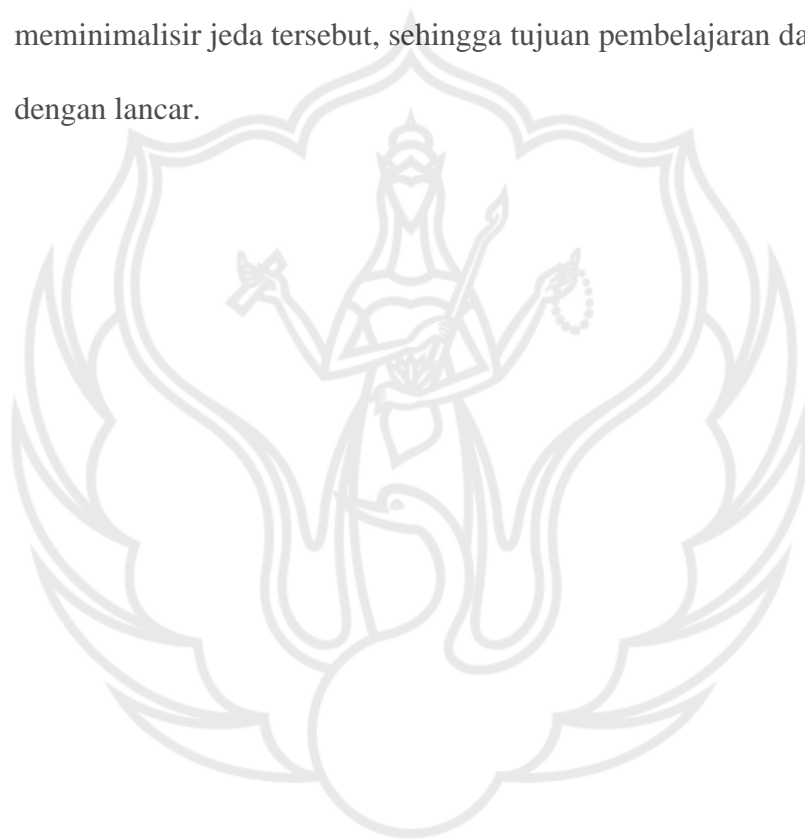 meminimalisir jeda tersebut, sehingga tujuan pembelajaran
dengan lancar.